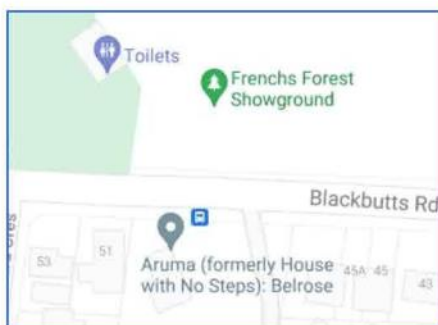 Toilets
Frenchs Forest
Showground
Blackbutts Rd
53
51
Aruma (formerly House
with No Steps): Belrose
45A
45
43